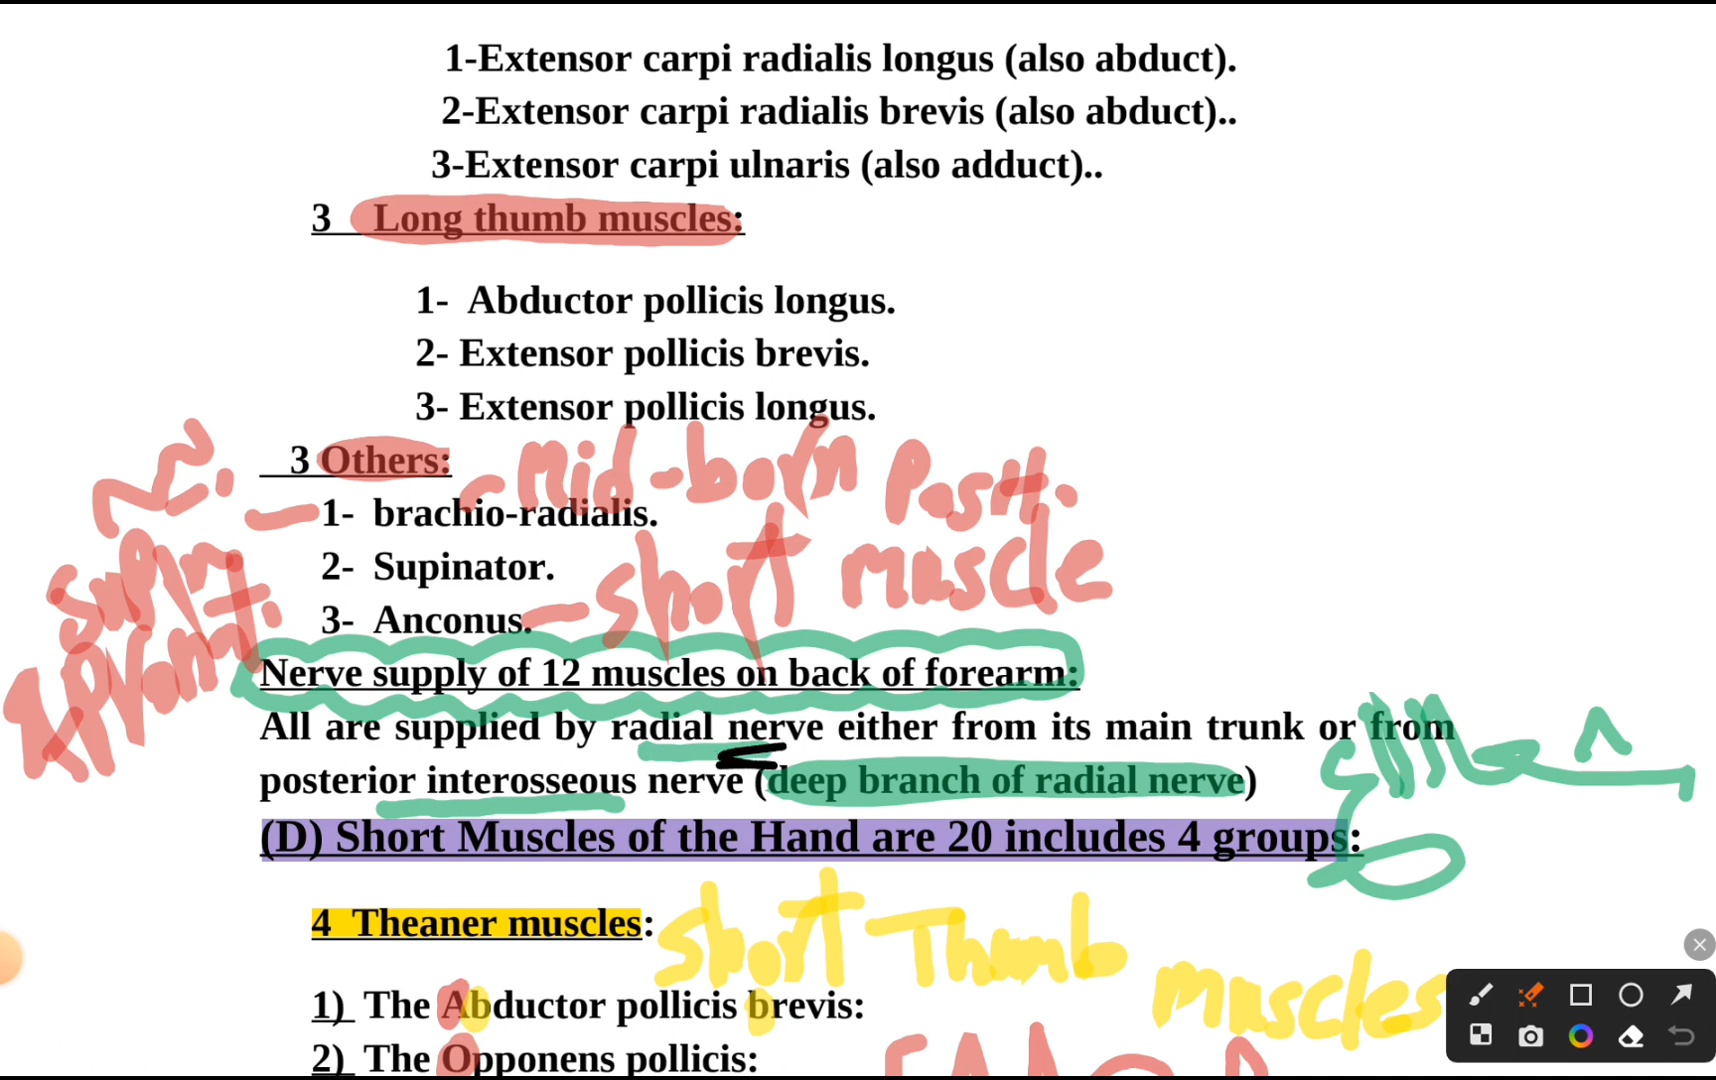 1-Extensor carpi radialis longus (also abduct).
2-Extensor carpi radialis brevis (also abduct)..
3-Extensor carpi ulnaris (also adduct)..
3 Long thumb muscles:
1- Abductor pollicis longus.
2- Extensor pollicis brevis.
3- Extensor pollicis longus.
3 Others:
- Mid-born Posit.
1- brachio-radialis.
2- Supinator.
- short muscle
3- Anconus.
Nerve supply of 12 muscles on back of forearm:
All are supplied by radial nerve either from its main trunk or from
posterior interosseous nerve (deep branch of radial nerve)
(D) Short Muscles of the Hand are 20 includes 4 groups:
4 Theaner muscles:
short Thumb
muscles
1) The Abductor pollicis brevis:
2) The Opponens pollicis: